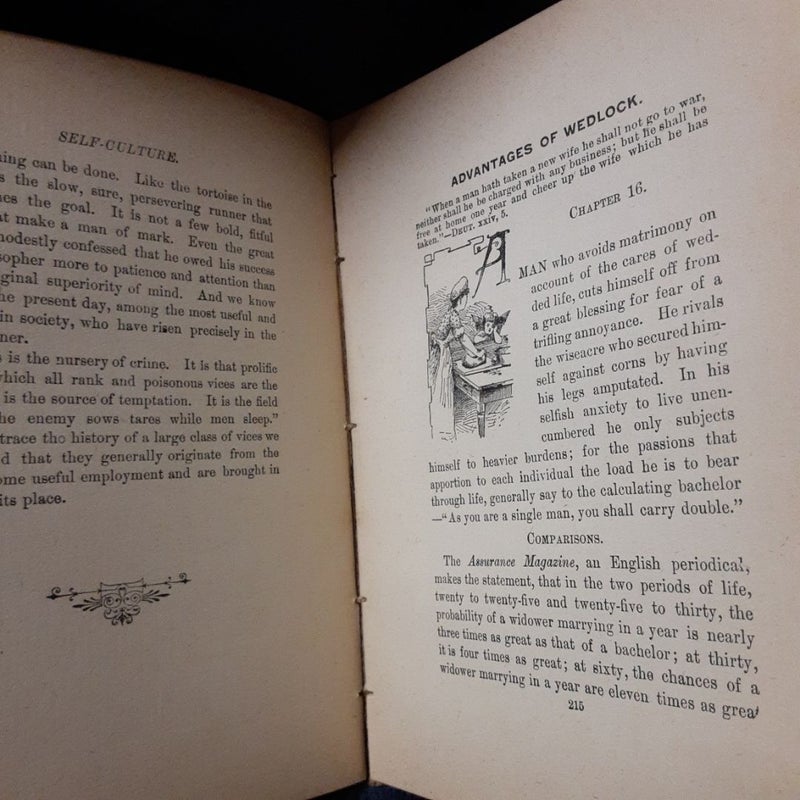 SELF-CULTURE.
ing can be done. Like the tortoise in the
s the slow, sure, persevering runner that
es the goal. It is not a few bold, fitful
t make a man of mark. Even the great
modestly confessed that he owed his success
opher more to patience and attention than
ginal superiority of mind. And we know
he present day, among the most useful and
in society, who have risen precisely in the
ner.
s is the nursery of crime. It is that prolific
hich all rank and poisonous vices are the
is the source of temptation. It is the field
he enemy sows tares while men sleep."
trace the history of a large class of vices we
d that they generally originate from the
ome useful employment and are brought in
its place.
ADVANTAGES OF WEDLOCK.
"When a man hath taken a new wife he shall not go to war,
neither shall he be charged with any business; but he shall be
free at home one year and cheer up the wife which he has
taken."—DEUT. xxiv, 5.
CHAPTER 16.
A MAN who avoids matrimony on
account of the cares of wed-
ded life, cuts himself off from
a great blessing for fear of a
trifling annoyance. He rivals
the wiseacre who secured him-
self against corns by having
his legs amputated. In his
selfish anxiety to live unen-
cumbered he only subjects
himself to heavier burdens; for the passions that
apportion to each individual the load he is to bear
through life, generally say to the calculating bachelor
—"As you are a single man, you shall carry double."
COMPARISONS.
The Assurance Magazine, an English periodical,
makes the statement, that in the two periods of life,
twenty to twenty-five and twenty-five to thirty, the
probability of a widower marrying in a year is nearly
three times as great as that of a bachelor; at thirty,
it is four times as great; at sixty, the chances of a
widower marrying in a year are eleven times as great
215